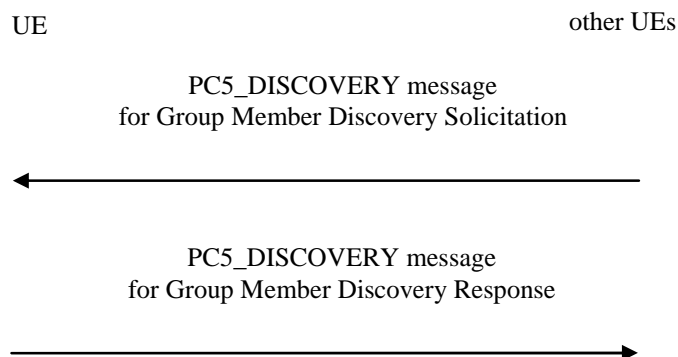 UE
other UEs
PC5_DISCOVERY message
for Group Member Discovery Solicitation
PC5_DISCOVERY message
for Group Member Discovery Response